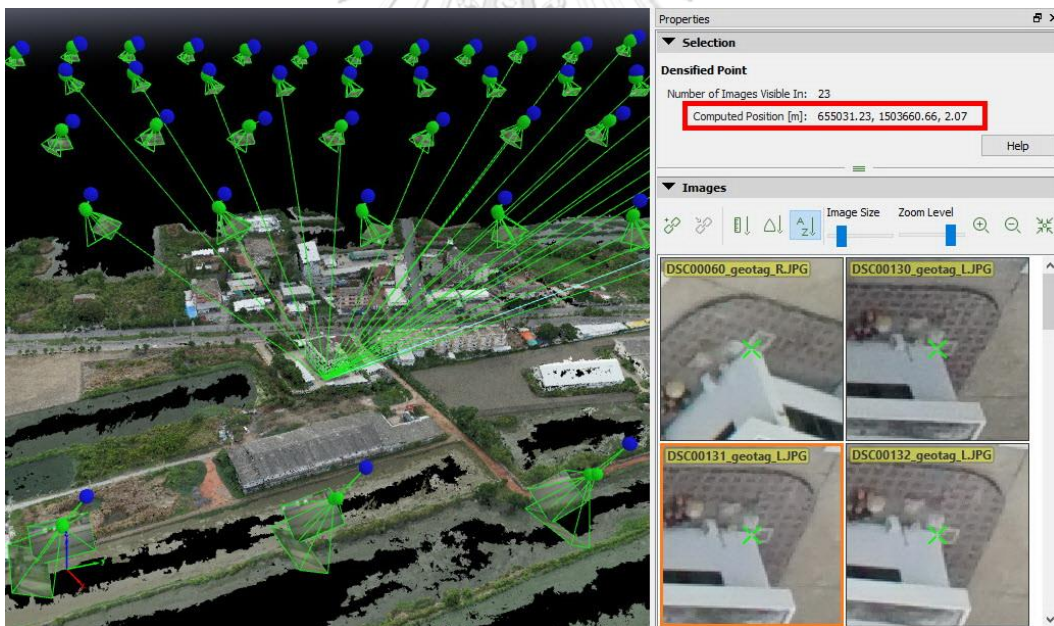 Properties
Selection
Densified Point
Number of Images Visible In: 23
Computed Position [m]: 655031.23, 1503660.66, 2.07
Help
Images
Image Size Zoom Level
A
Z
DSC00060_geotag_R.JPG DSC00130_geotag_L.JPG
DSC00131_geotag_L.JPG DSC00132_geotag_L.JPG